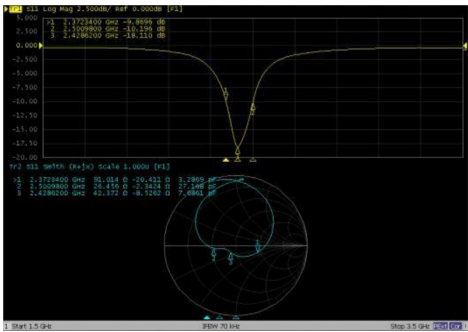 Tr1 S11 Log Mag 2.500dB/ Ref 0.000dB [F1]
5.000
2.500
0.000
-2.500
-5.000
-7.500
-10.00
-12.50
-15.00
-17.50
-20.00
>1 2.3723400 GHz -9.8696 dB
2 2.5009800 GHz -10.196 dB
3 2.4286200 GHz -18.110 dB
Tr2 S11 Smith (R+jX) Scale 1.000U [F1]
>1 2.3723400 GHz 91.014 Ω -20.411 Ω 3.2869 pF
2 2.5009800 GHz 26.456 Ω -2.3424 Ω 27.168 pF
3 2.4286200 GHz 42.372 Ω -8.5262 Ω 7.6861 pF
1 Start 1.5 GHz
IFBW 70 kHz
Stop 3.5 GHz
Cor